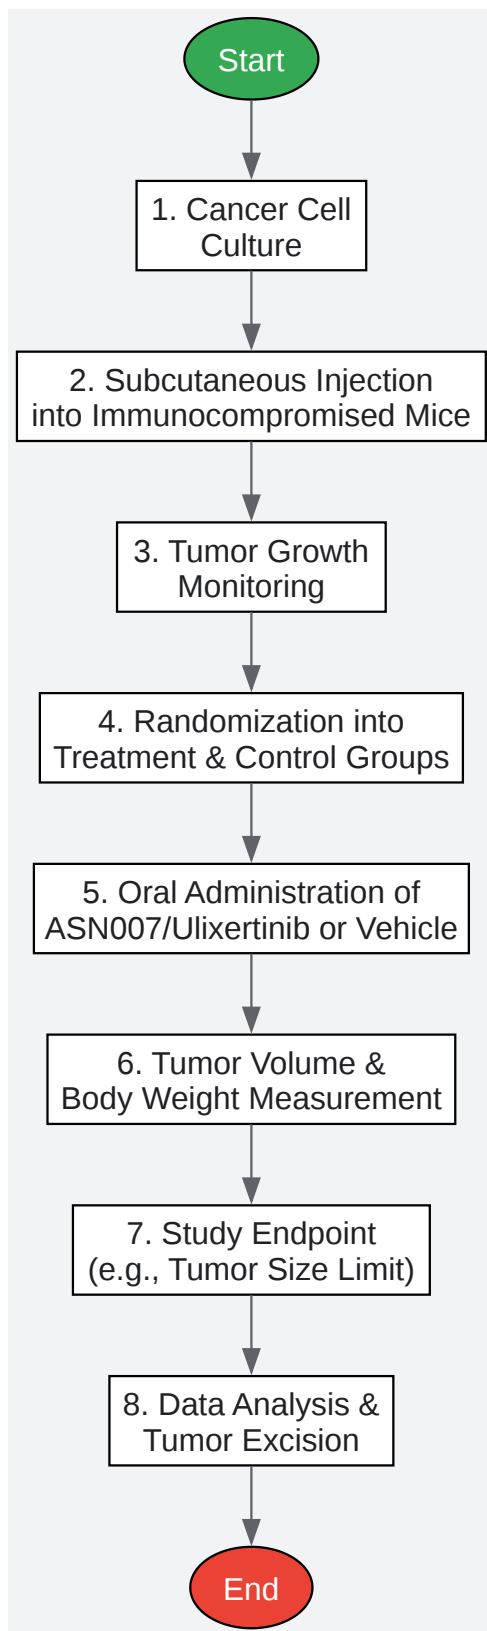 Start
1. Cancer Cell
Culture
2. Subcutaneous Injection
into Immunocompromised Mice
3. Tumor Growth
Monitoring
4. Randomization into
Treatment & Control Groups
5. Oral Administration of
ASN007/Ulixertinib or Vehicle
6. Tumor Volume &
Body Weight Measurement
7. Study Endpoint
(e.g., Tumor Size Limit)
8. Data Analysis &
Tumor Excision
End